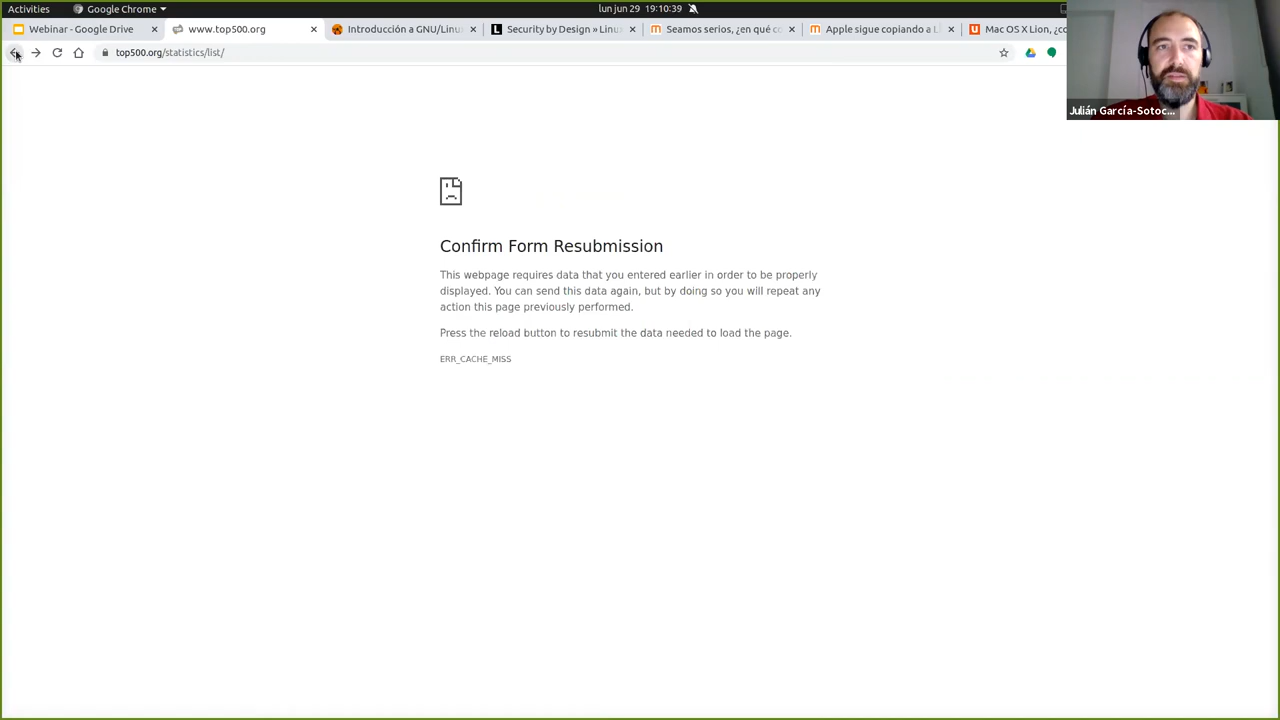 Activities Google Chrome lun jun 29 19:10:39
Webinar - Google Drive www.top500.org Introducción a GNU/Linu Security by Design » Linu Seamos serios, ¿en qué co Apple sigue copiando a L Mac OS X Lion, ¿co
top500.org/statistics/list/
Julián García-Sotoc...
Confirm Form Resubmission
This webpage requires data that you entered earlier in order to be properly
displayed. You can send this data again, but by doing so you will repeat any
action this page previously performed.
Press the reload button to resubmit the data needed to load the page.
ERR_CACHE_MISS